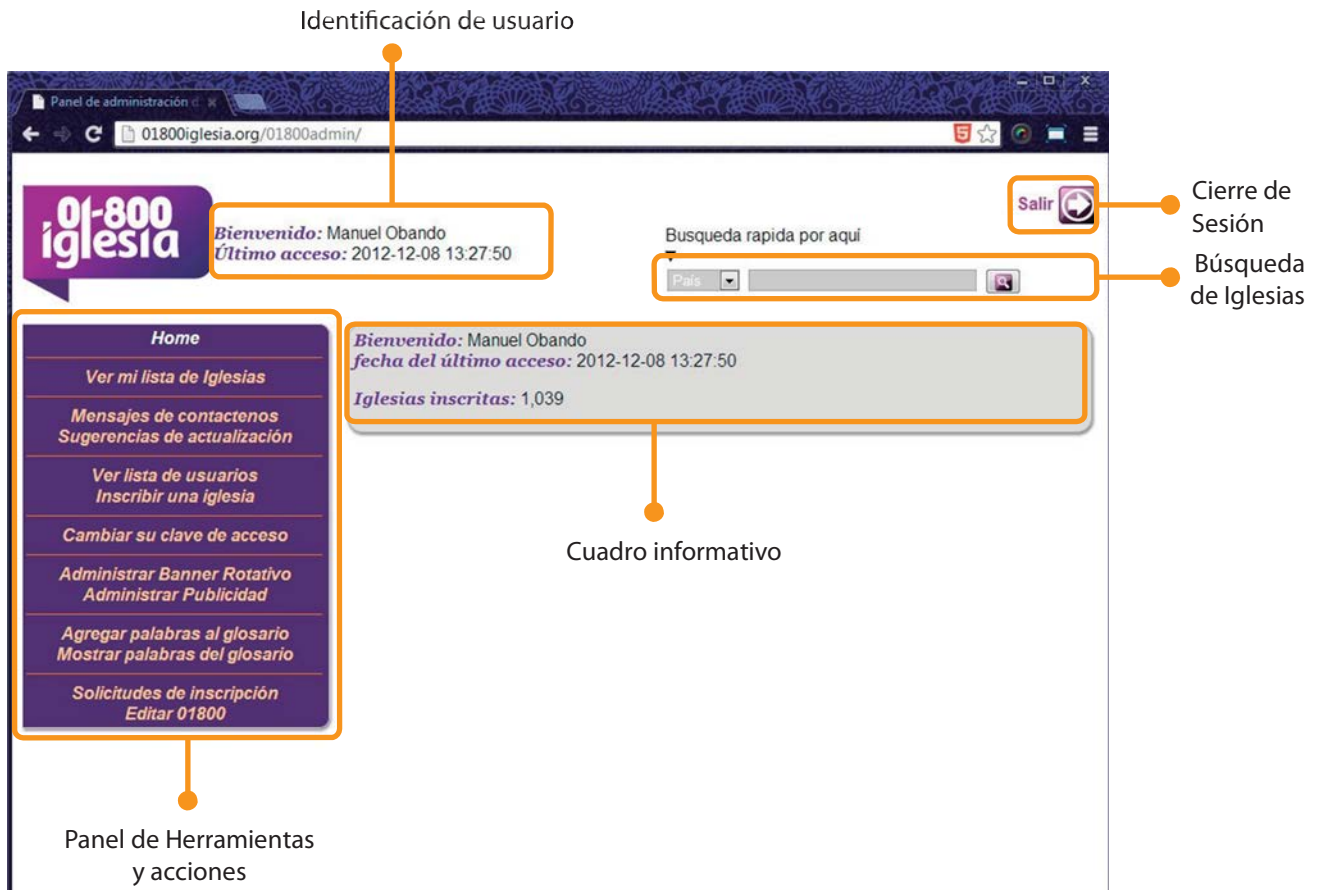 Identificación de usuario
Panel de administración d
01800iglesia.org/01800admin/
01-800
iglesia
Bienvenido: Manuel Obando
Último acceso: 2012-12-08 13:27:50
Salir
Cierre de
Sesión
Busqueda rapida por aquí
País
Búsqueda
de Iglesias
Home
Ver mi lista de Iglesias
Mensajes de contactenos
Sugerencias de actualización
Ver lista de usuarios
Inscribir una iglesia
Cambiar su clave de acceso
Administrar Banner Rotativo
Administrar Publicidad
Agregar palabras al glosario
Mostrar palabras del glosario
Solicitudes de inscripción
Editar 01800
Bienvenido: Manuel Obando
fecha del último acceso: 2012-12-08 13:27:50
Iglesias inscritas: 1,039
Cuadro informativo
Panel de Herramientas
y acciones